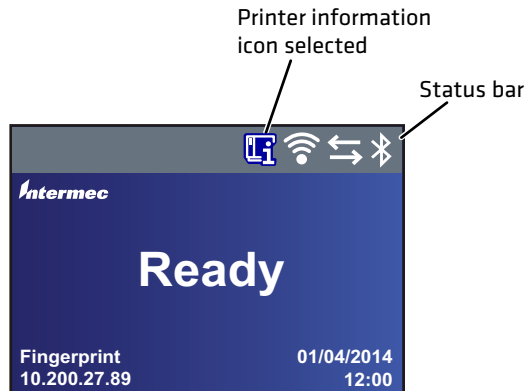 Printer information
icon selected
Status bar
Intermec
Ready
Fingerprint
01/04/2014
10.200.27.89
12:00